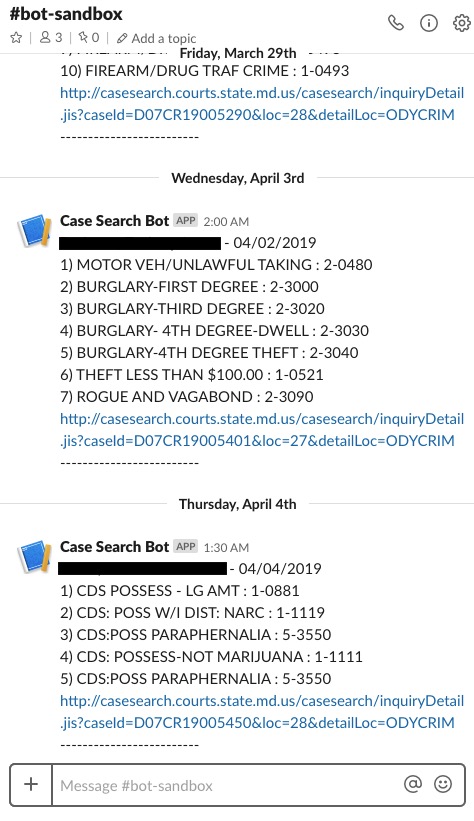 #bot-sandbox
3 | 0 | Add a topic
Friday, March 29th
10) FIREARM/DRUG TRAF CRIME : 1-0493
http://casesearch.courts.state.md.us/casesearch/inquiryDetail
.jis?caseId=D07CR19005290&loc=28&detailLoc=ODYCRIM
-------------------------
Wednesday, April 3rd
Case Search Bot APP 2:00 AM
- 04/02/2019
1) MOTOR VEH/UNLAWFUL TAKING : 2-0480
2) BURGLARY-FIRST DEGREE : 2-3000
3) BURGLARY-THIRD DEGREE : 2-3020
4) BURGLARY- 4TH DEGREE-DWELL : 2-3030
5) BURGLARY-4TH DEGREE THEFT : 2-3040
6) THEFT LESS THAN $100.00 : 1-0521
7) ROGUE AND VAGABOND : 2-3090
http://casesearch.courts.state.md.us/casesearch/inquiryDetail
.jis?caseId=D07CR19005401&loc=27&detailLoc=ODYCRIM
-------------------------
Thursday, April 4th
Case Search Bot APP 1:30 AM
- 04/04/2019
1) CDS POSSESS - LG AMT : 1-0881
2) CDS: POSS W/I DIST: NARC : 1-1119
3) CDS:POSS PARAPHERNALIA : 5-3550
4) CDS: POSSESS-NOT MARIJUANA : 1-1111
5) CDS:POSS PARAPHERNALIA : 5-3550
http://casesearch.courts.state.md.us/casesearch/inquiryDetail
.jis?caseId=D07CR19005450&loc=28&detailLoc=ODYCRIM
-------------------------
Message #bot-sandbox